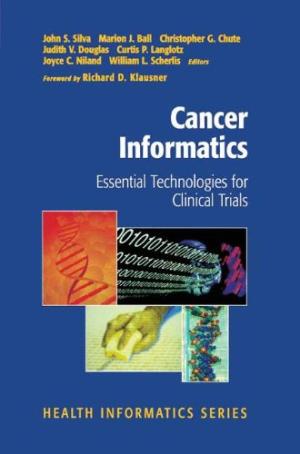 John S. Silva Marion J. Ball Christopher G. Chute
Judith V. Douglas Curtis P. Langlotz
Joyce C. Niland William L. Scherlis Editors
Foreword by Richard D. Klausner
Cancer
Informatics
Essential Technologies for
Clinical Trials
HEALTH INFORMATICS SERIES